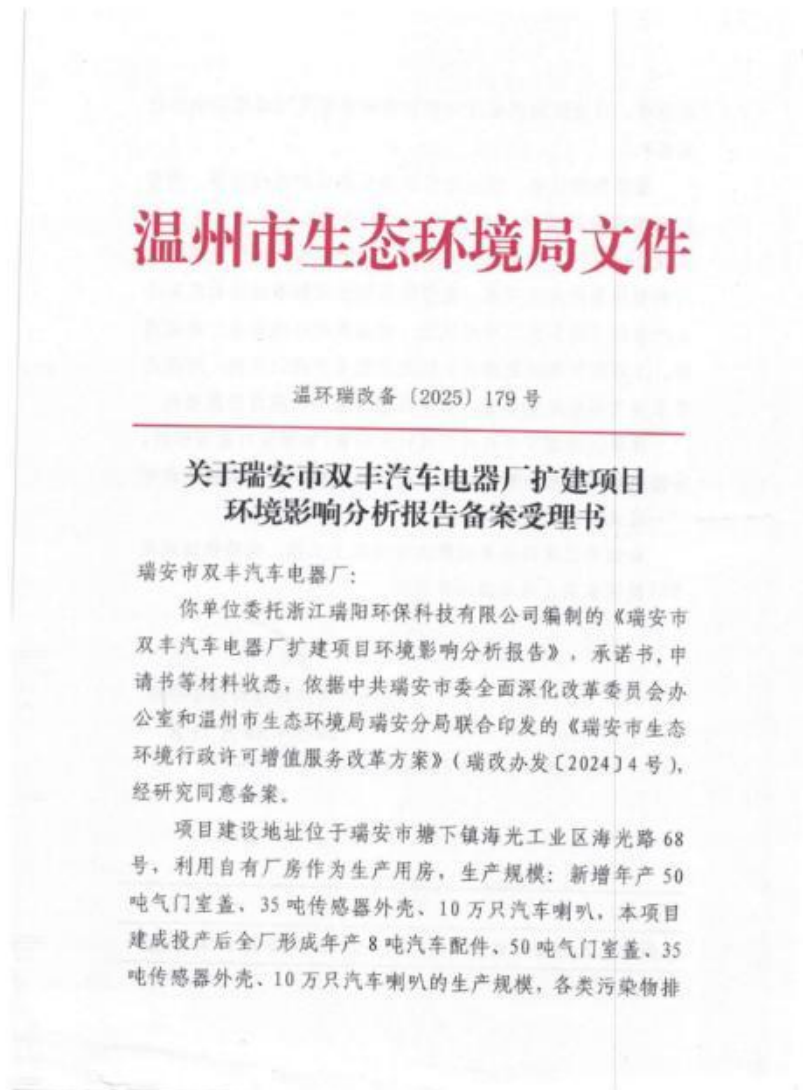 温州市生态环境局文件
温环瑞改备〔2025〕179号
关于瑞安市双丰汽车电器厂扩建项目
环境影响分析报告备案受理书
瑞安市双丰汽车电器厂:
你单位委托浙江瑞阳环保科技有限公司编制的《瑞安市
双丰汽车电器厂扩建项目环境影响分析报告》,承诺书,申
请书等材料收悉,依据中共瑞安市委全面深化改革委员会办
公室和温州市生态环境局瑞安分局联合印发的《瑞安市生态
环境行政许可增值服务改革方案》(瑞改办发〔2024〕4号),
经研究同意备案。
项目建设地址位于瑞安市塘下镇海光工业区海光路68
号,利用自有厂房作为生产用房,生产规模:新增年产50
吨气门室盖、35吨传感器外壳、10万只汽车喇叭,本项目
建成投产后全厂形成年产8吨汽车配件、50吨气门室盖、35
吨传感器外壳、10万只汽车喇叭的生产规模,各类污染物排